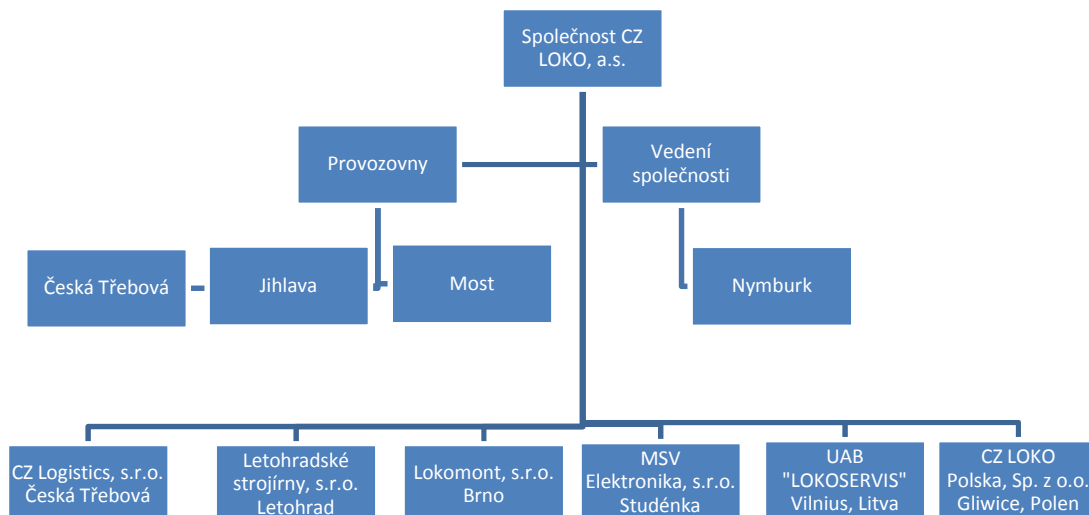 Společnost CZ
LOKO, a.s.
Provozovny
Vedení
společnosti
Česká Třebová
Jihlava
Most
Nymburk
CZ Logistics, s.r.o.
Česká Třebová
Letohradské
strojírny, s.r.o.
Letohrad
Lokomont, s.r.o.
Brno
MSV
Elektronika, s.r.o.
Studénka
UAB
"LOKOSERVIS"
Vilnius, Litva
CZ LOKO
Polska, Sp. z o.o.
Gliwice, Polen